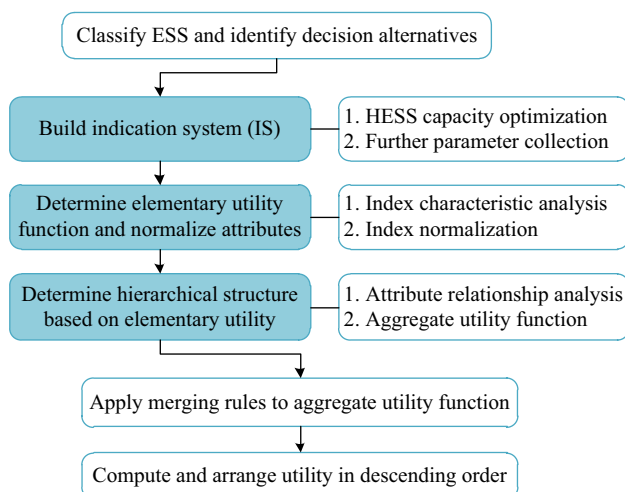 Classify ESS and identify decision alternatives
Build indication system (IS)
1. HESS capacity optimization
2. Further parameter collection
Determine elementary utility
function and normalize attributes
1. Index characteristic analysis
2. Index normalization
Determine hierarchical structure
based on elementary utility
1. Attribute relationship analysis
2. Aggregate utility function
Apply merging rules to aggregate utility function
Compute and arrange utility in descending order